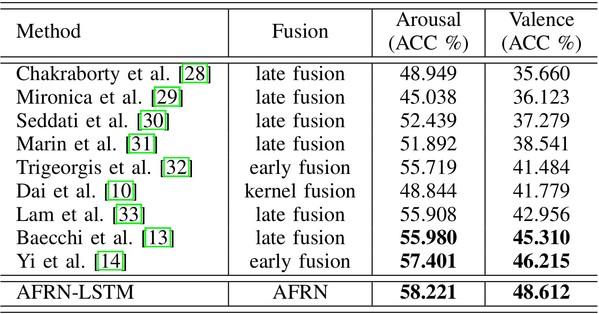 Method Fusion Arousal (ACC %) Valence (ACC %)
Chakraborty et al. [28] late fusion 48.949 35.660
Mironica et al. [29] late fusion 45.038 36.123
Seddati et al. [30] late fusion 52.439 37.279
Marin et al. [31] late fusion 51.892 38.541
Trigeorgis et al. [32] early fusion 55.719 41.484
Dai et al. [10] kernel fusion 48.844 41.779
Lam et al. [33] late fusion 55.908 42.956
Baecchi et al. [13] late fusion 55.980 45.310
Yi et al. [14] early fusion 57.401 46.215
AFRN-LSTM AFRN 58.221 48.612